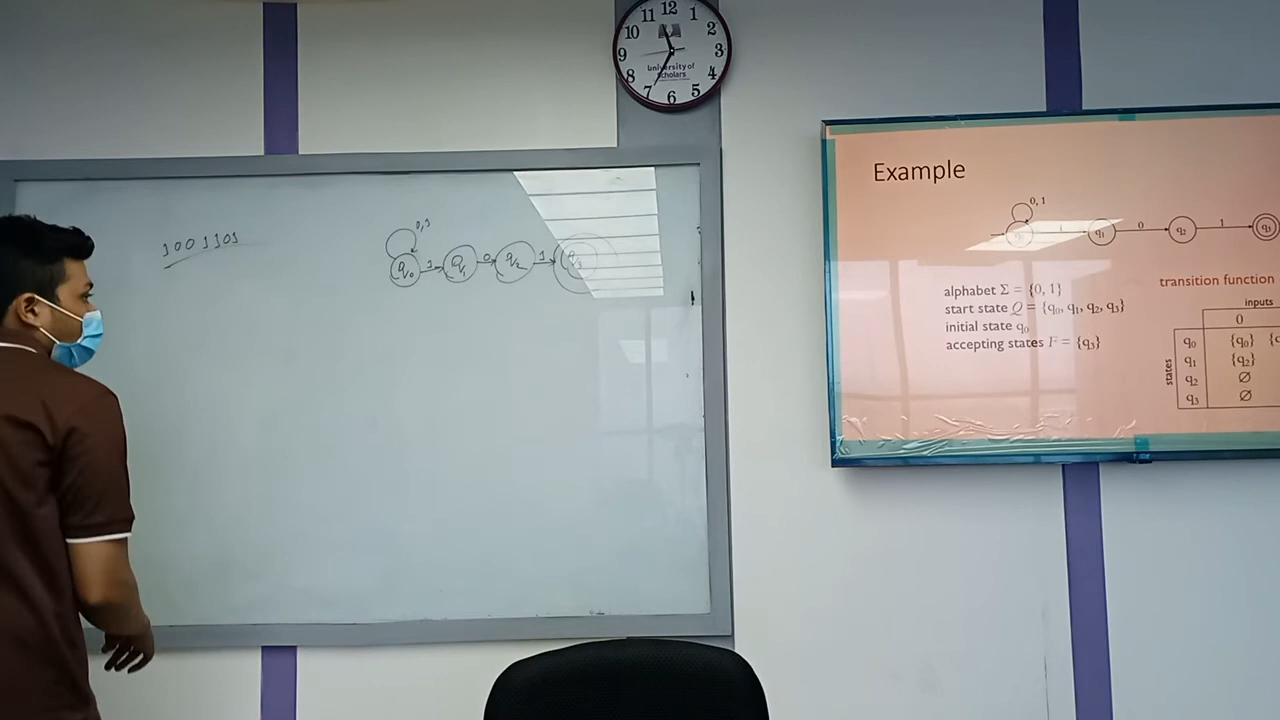 11 12 1
10 2
9 3
8 4
7 6 5
University of
Scholars
1001101
0,1
q₀ 1 q₁ 0 q₂ 1 q₃
Example
0, 1
q₁ 0 q₂ 1 q₃
alphabet Σ = {0, 1}
start state Q = {q₀, q₁, q₂, q₃}
initial state q₀
accepting states F = {q₃}
transition function
inputs
0
states
q₀ {q₀}
q₁ {q₂}
q₂ ∅
q₃ ∅